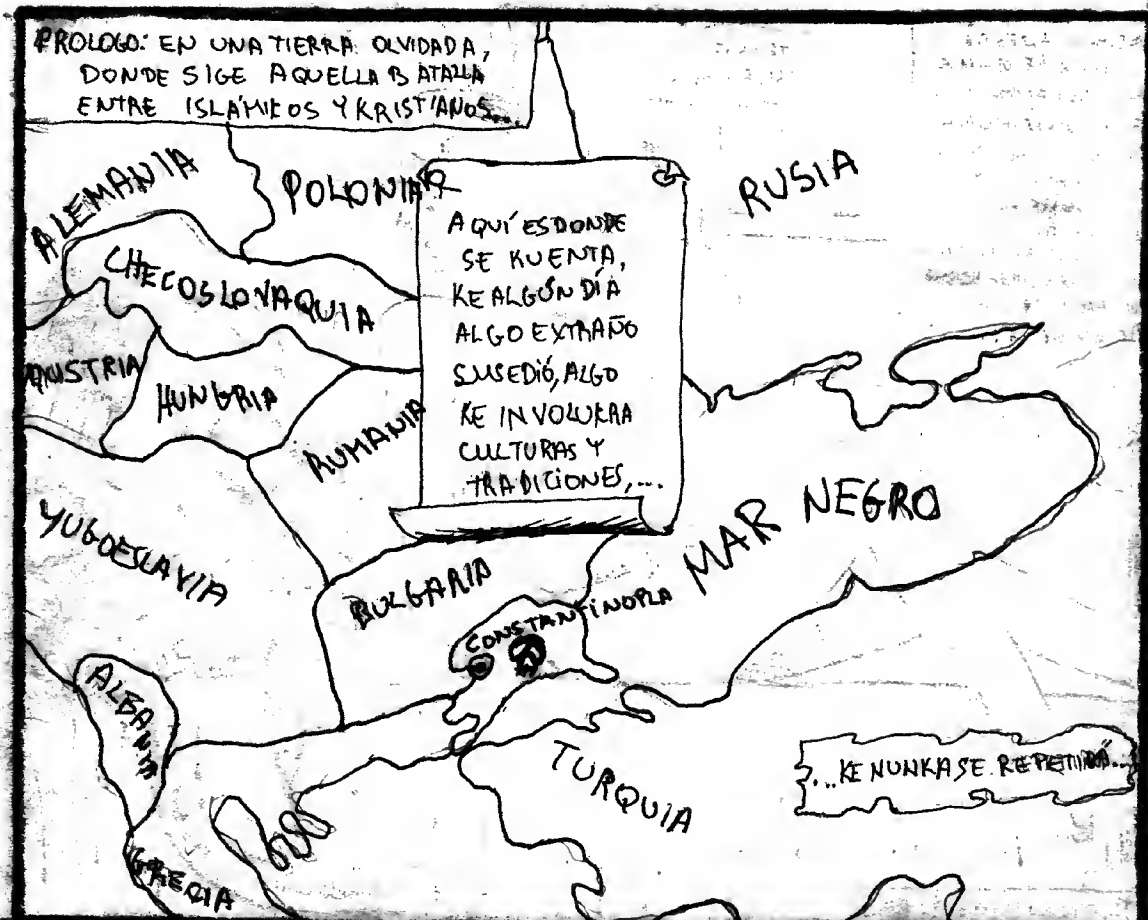 PROLOGO: EN UNA TIERRA OLVIDADA,
DONDE SIGE AQUELLA BATALLA
ENTRE ISLÁMICOS Y KRISTIANOS...
ALEMANIA
POLONIA
RUSIA
CHECOSLOVAQUIA
AQUÍ ES DONDE
SE KUENTA,
KE ALGÚN DÍA
ALGO EXTRAÑO
SUSEDIÓ, ALGO
KE INVOLUKRA
CULTURAS Y
TRADICIONES,...
AUSTRIA
HUNGRIA
RUMANIA
YUGOESLAVIA
BULGARIA
MAR NEGRO
CONSTANTINOPLA
ALBANIA
TURQUIA
...KE NUNKA SE REPETIRÁ...
GRECIA